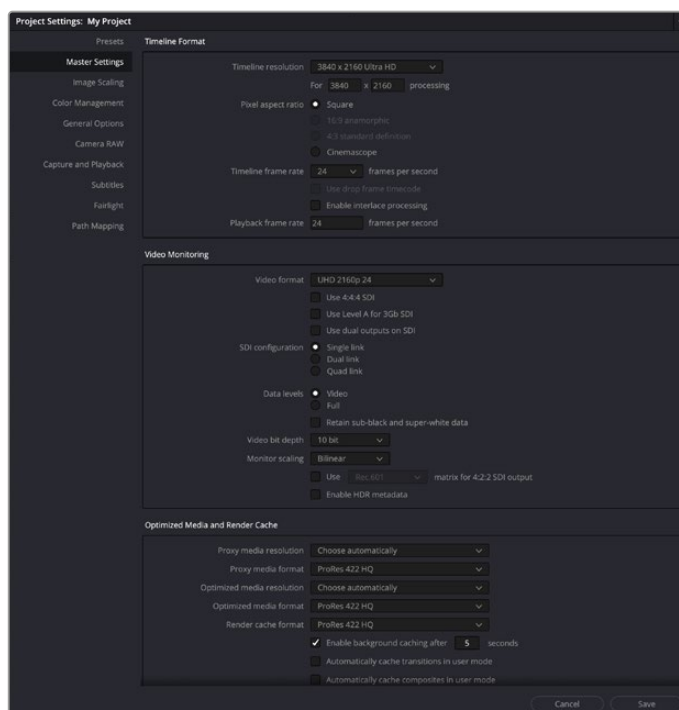 Project Settings: My Project
Presets
Master Settings
Image Scaling
Color Management
General Options
Camera RAW
Capture and Playback
Subtitles
Fairlight
Path Mapping
Timeline Format
Timeline resolution 3840 x 2160 Ultra HD
For 3840 x 2160 processing
Pixel aspect ratio Square
16:9 anamorphic
4:3 standard definition
Cinemascope
Timeline frame rate 24 frames per second
Use drop frame timecode
Enable interlace processing
Playback frame rate 24 frames per second
Video Monitoring
Video format UHD 2160p 24
Use 4:4:4 SDI
Use Level A for 3Gb SDI
Use dual outputs on SDI
SDI configuration Single link
Dual link
Quad link
Data levels Video
Full
Retain sub-black and super-white data
Video bit depth 10 bit
Monitor scaling Bilinear
Use Rec.601 matrix for 4:2:2 SDI output
Enable HDR metadata
Optimized Media and Render Cache
Proxy media resolution Choose automatically
Proxy media format ProRes 422 HQ
Optimized media resolution Choose automatically
Optimized media format ProRes 422 HQ
Render cache format ProRes 422 HQ
Enable background caching after 5 seconds
Automatically cache transitions in user mode
Automatically cache composites in user mode
Cancel Save